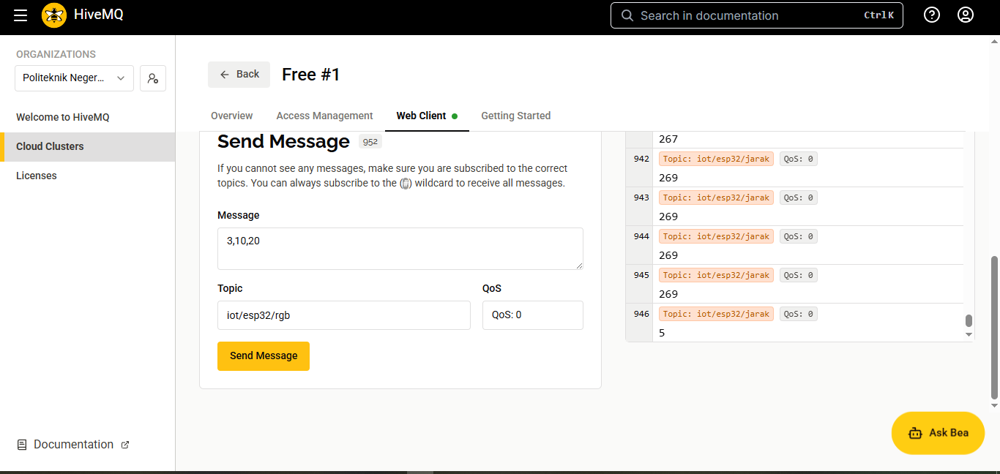 HiveMQ
Search in documentation
Ctrl K
ORGANIZATIONS
Politeknik Neger...
Welcome to HiveMQ
Cloud Clusters
Licenses
Documentation
Back
Free #1
Overview
Access Management
Web Client
Getting Started
Send Message 952
If you cannot see any messages, make sure you are subscribed to the correct
topics. You can always subscribe to the (#) wildcard to receive all messages.
Message
3,10,20
Topic
QoS
iot/esp32/rgb
QoS: 0
Send Message
267
942 Topic: iot/esp32/jarak QoS: 0
269
943 Topic: iot/esp32/jarak QoS: 0
269
944 Topic: iot/esp32/jarak QoS: 0
269
945 Topic: iot/esp32/jarak QoS: 0
269
946 Topic: iot/esp32/jarak QoS: 0
5
Ask Bea